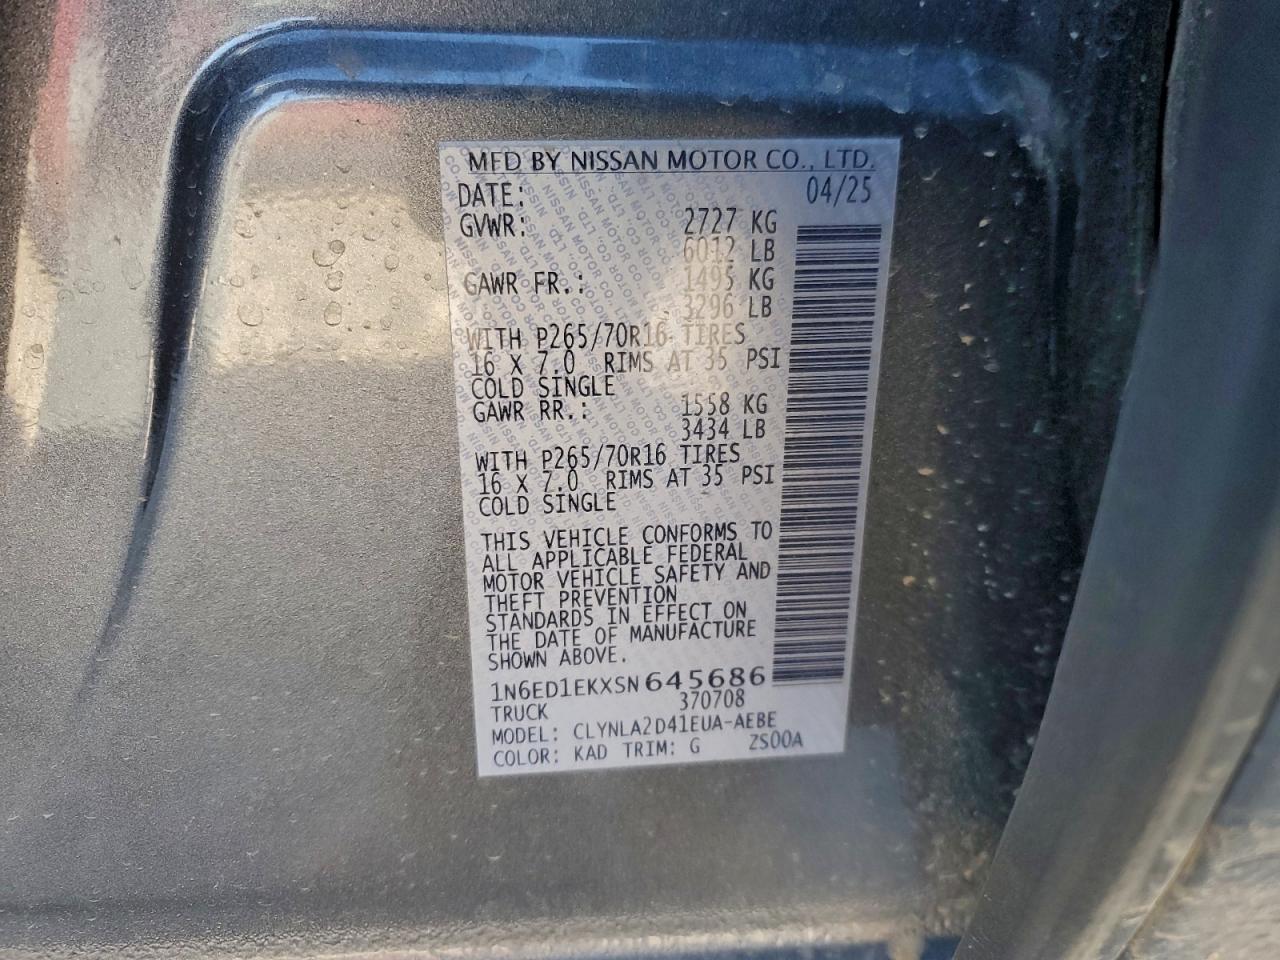 MFD BY NISSAN MOTOR CO., LTD.
DATE: 04/25
GVWR: 2727 KG
6012 LB
GAWR FR.: 1495 KG
3296 LB
WITH P265/70R16 TIRES
16 X 7.0 RIMS AT 35 PSI
COLD SINGLE
GAWR RR.: 1558 KG
3434 LB
WITH P265/70R16 TIRES
16 X 7.0 RIMS AT 35 PSI
COLD SINGLE
THIS VEHICLE CONFORMS TO
ALL APPLICABLE FEDERAL
MOTOR VEHICLE SAFETY AND
THEFT PREVENTION
STANDARDS IN EFFECT ON
THE DATE OF MANUFACTURE
SHOWN ABOVE.
1N6ED1EKXSN645686
TRUCK 370708
MODEL: CLYNLA2D41EUA-AEBE
COLOR: KAD TRIM: G ZS00A